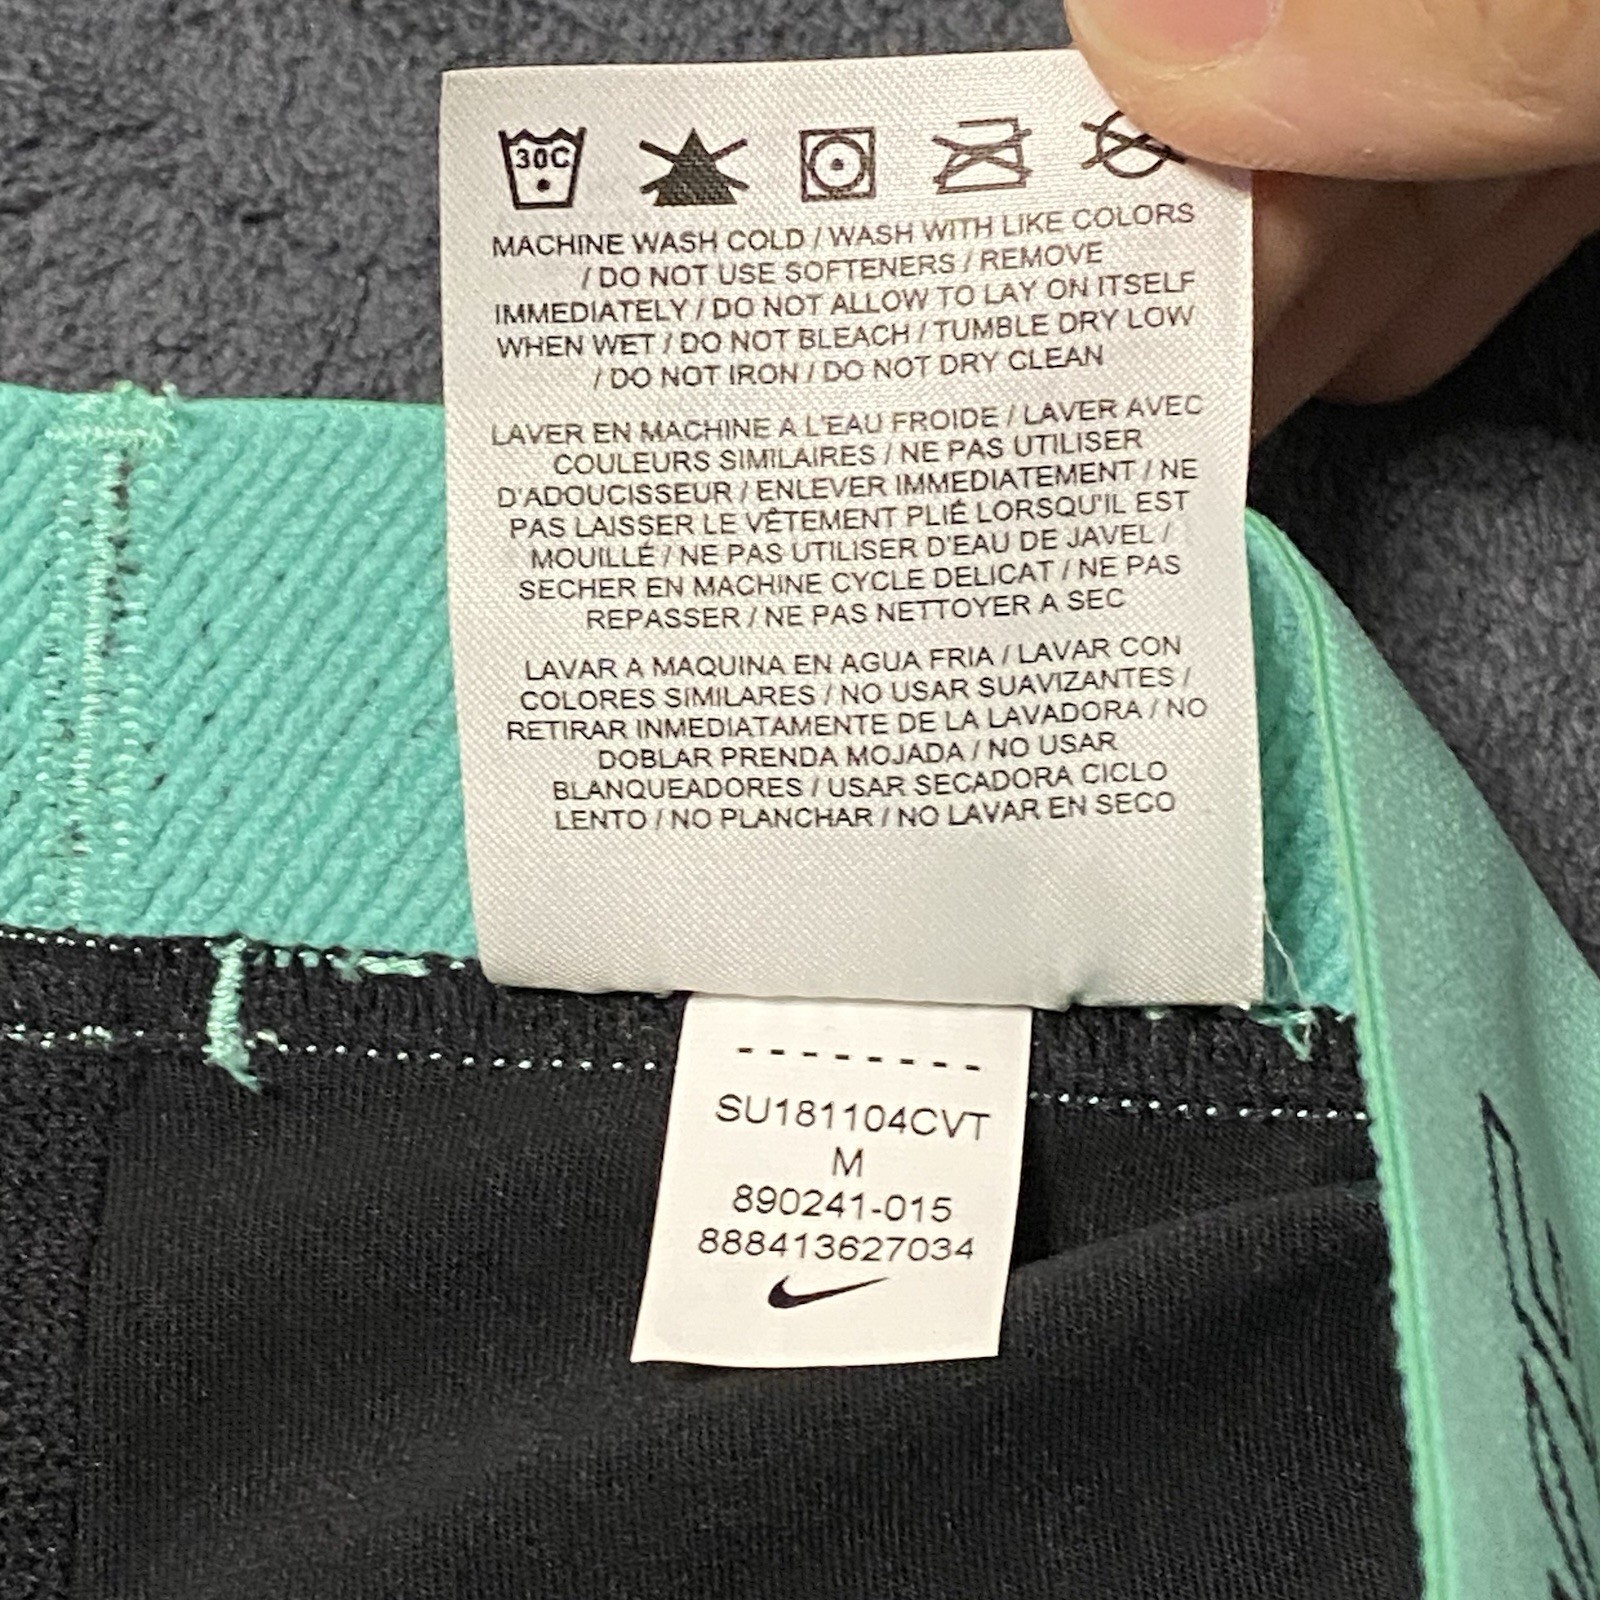 30C
MACHINE WASH COLD / WASH WITH LIKE COLORS
/ DO NOT USE SOFTENERS / REMOVE
IMMEDIATELY / DO NOT ALLOW TO LAY ON ITSELF
WHEN WET / DO NOT BLEACH / TUMBLE DRY LOW
/ DO NOT IRON / DO NOT DRY CLEAN
LAVER EN MACHINE A L'EAU FROIDE / LAVER AVEC
COULEURS SIMILAIRES / NE PAS UTILISER
D'ADOUCISSEUR / ENLEVER IMMEDIATEMENT / NE
PAS LAISSER LE VÊTEMENT PLIÉ LORSQU'IL EST
MOUILLÉ / NE PAS UTILISER D'EAU DE JAVEL /
SECHER EN MACHINE CYCLE DELICAT / NE PAS
REPASSER / NE PAS NETTOYER A SEC
LAVAR A MAQUINA EN AGUA FRIA / LAVAR CON
COLORES SIMILARES / NO USAR SUAVIZANTES /
RETIRAR INMEDIATAMENTE DE LA LAVADORA / NO
DOBLAR PRENDA MOJADA / NO USAR
BLANQUEADORES / USAR SECADORA CICLO
LENTO / NO PLANCHAR / NO LAVAR EN SECO
SU181104CVT
M
890241-015
888413627034